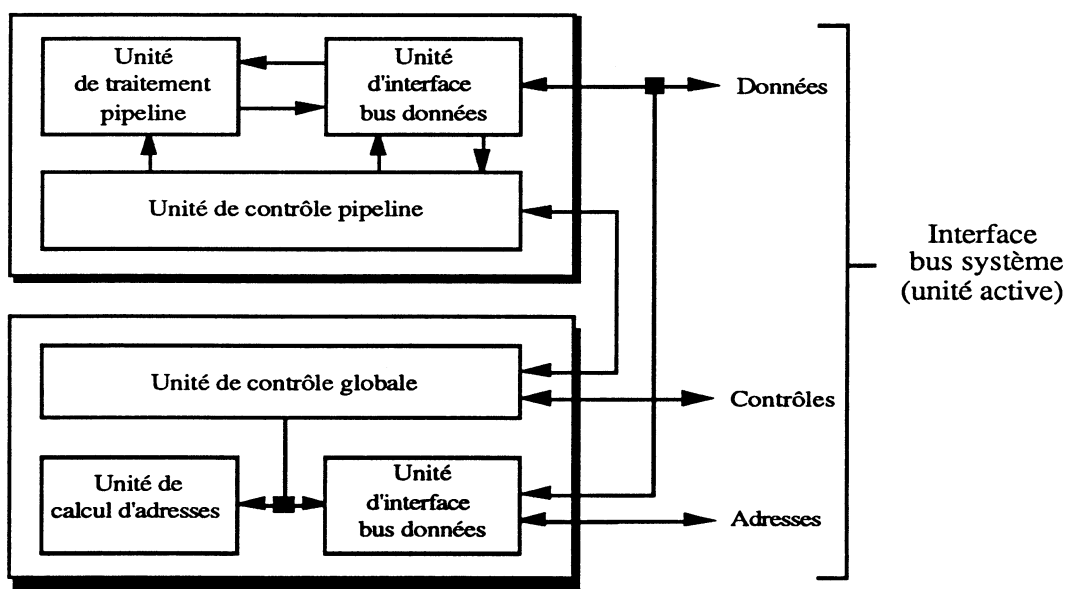 Unité
de traitement
pipeline
Unité
d'interface
bus données
Données
Unité de contrôle pipeline
Interface
bus système
(unité active)
Unité de contrôle globale
Contrôles
Unité de
calcul d'adresses
Unité
d'interface
bus données
Adresses